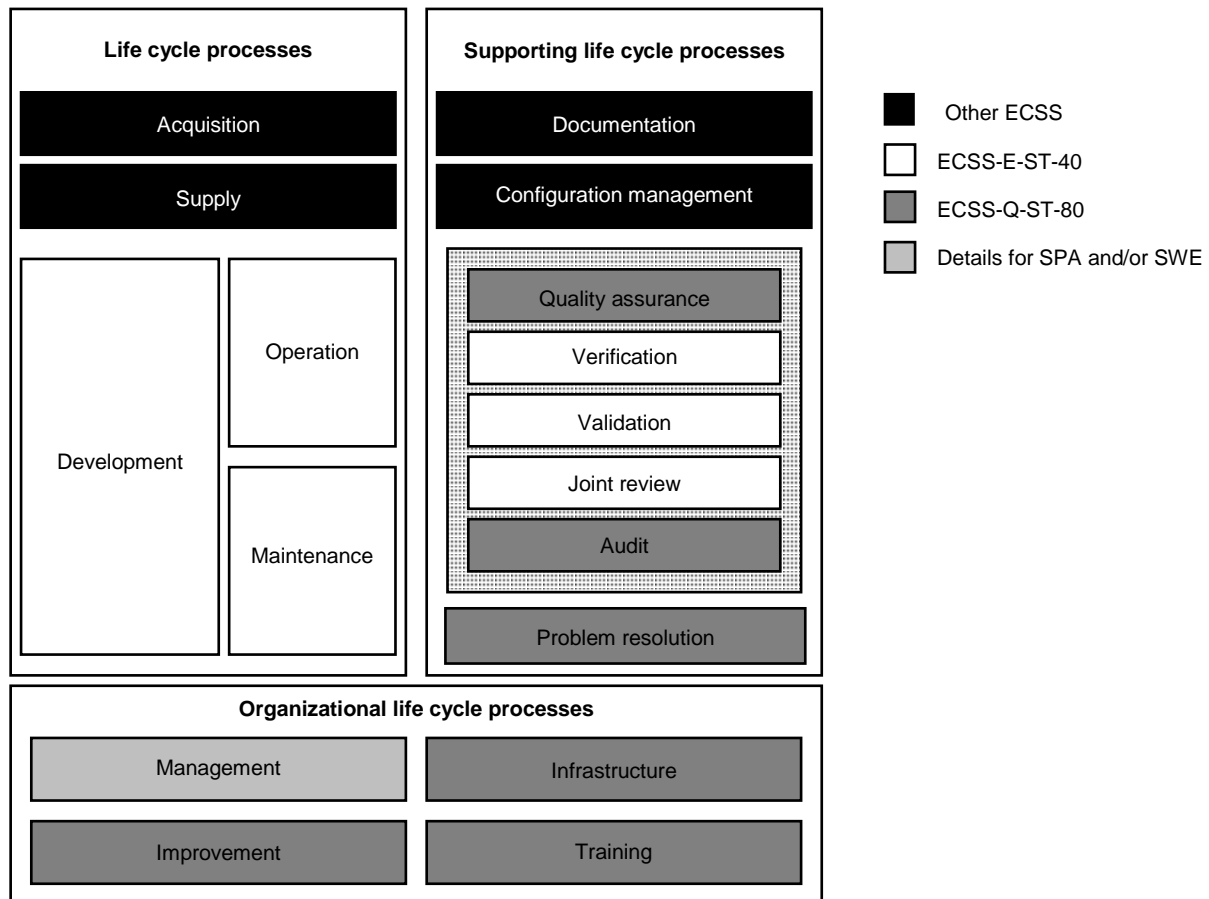 Life cycle processes
Acquisition
Supply
Development
Operation
Maintenance
Supporting life cycle processes
Documentation
Configuration management
Quality assurance
Verification
Validation
Joint review
Audit
Problem resolution
Organizational life cycle processes
Management
Infrastructure
Improvement
Training
Other ECSS
ECSS-E-ST-40
ECSS-Q-ST-80
Details for SPA and/or SWE